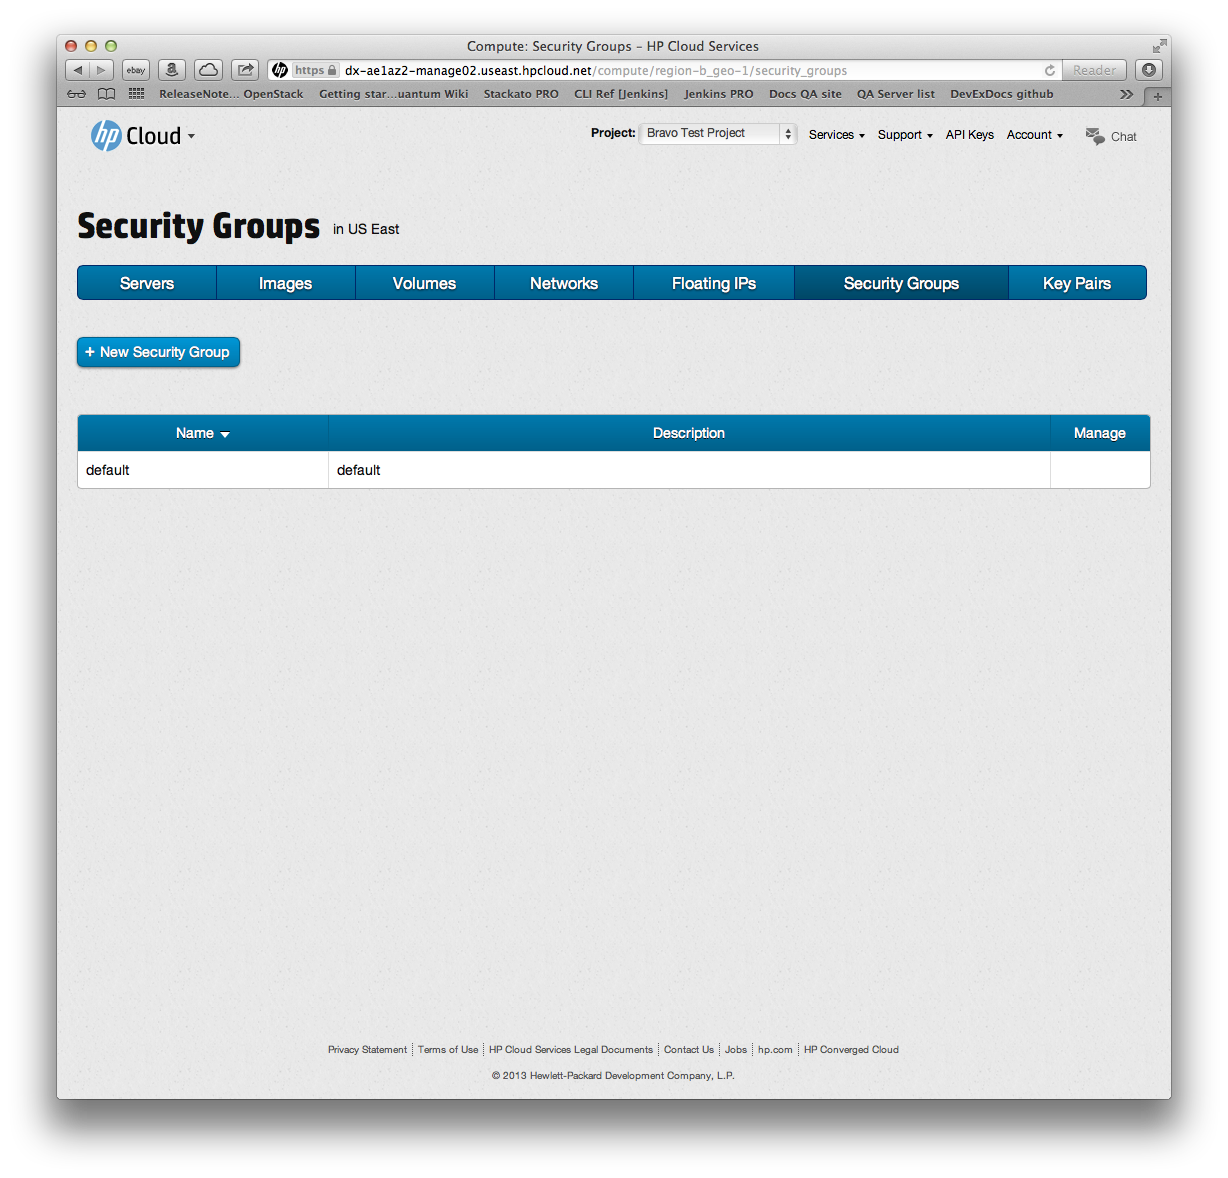 Compute: Security Groups – HP Cloud Services
ebay a hp https dx-ae1az2-manage02.useast.hpcloud.net/compute/region-b_geo-1/security_groups Reader
ReleaseNote... OpenStack Getting star...uantum Wiki Stackato PRO CLI Ref [Jenkins] Jenkins PRO Docs QA site QA Server list DevExDocs github
hp Cloud Project: Bravo Test Project Services Support API Keys Account Chat
Security Groups in US East
Servers Images Volumes Networks Floating IPs Security Groups Key Pairs
+ New Security Group
Name Description Manage
default default
Privacy Statement Terms of Use HP Cloud Services Legal Documents Contact Us Jobs hp.com HP Converged Cloud
© 2013 Hewlett-Packard Development Company, L.P.